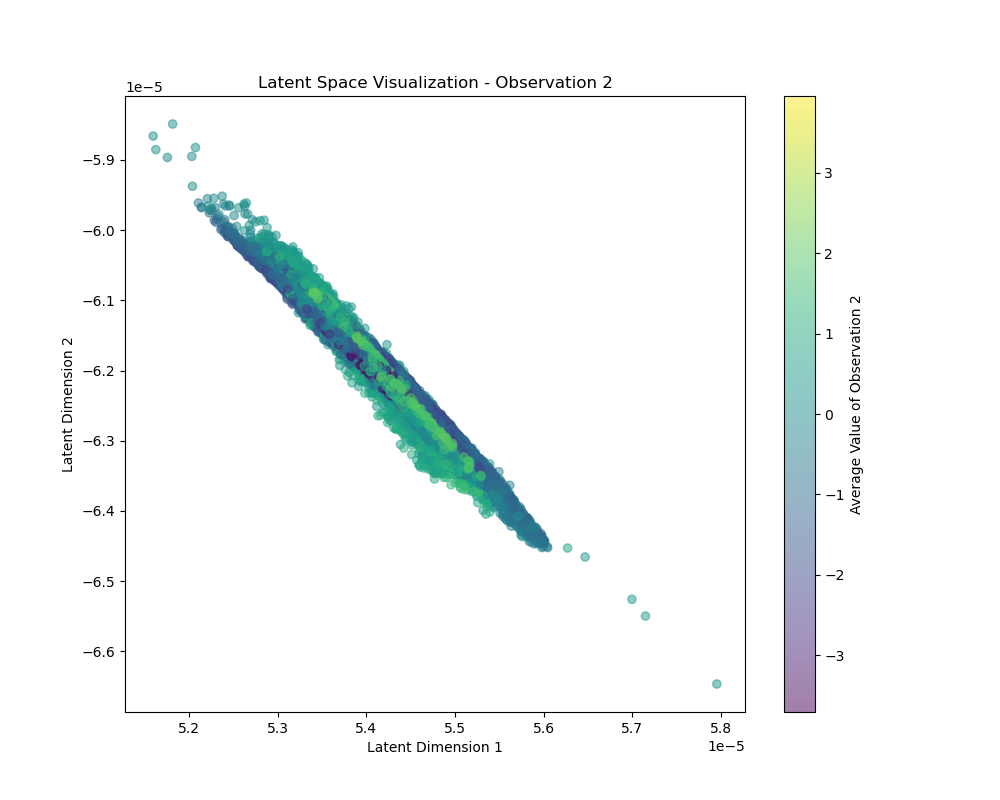 Latent Space Visualization - Observation 2
1e−5
−5.9
−6.0
−6.1
−6.2
−6.3
−6.4
−6.5
−6.6
Latent Dimension 2
5.2 5.3 5.4 5.5 5.6 5.7 5.8
1e−5
Latent Dimension 1
3
2
1
0
−1
−2
−3
Average Value of Observation 2